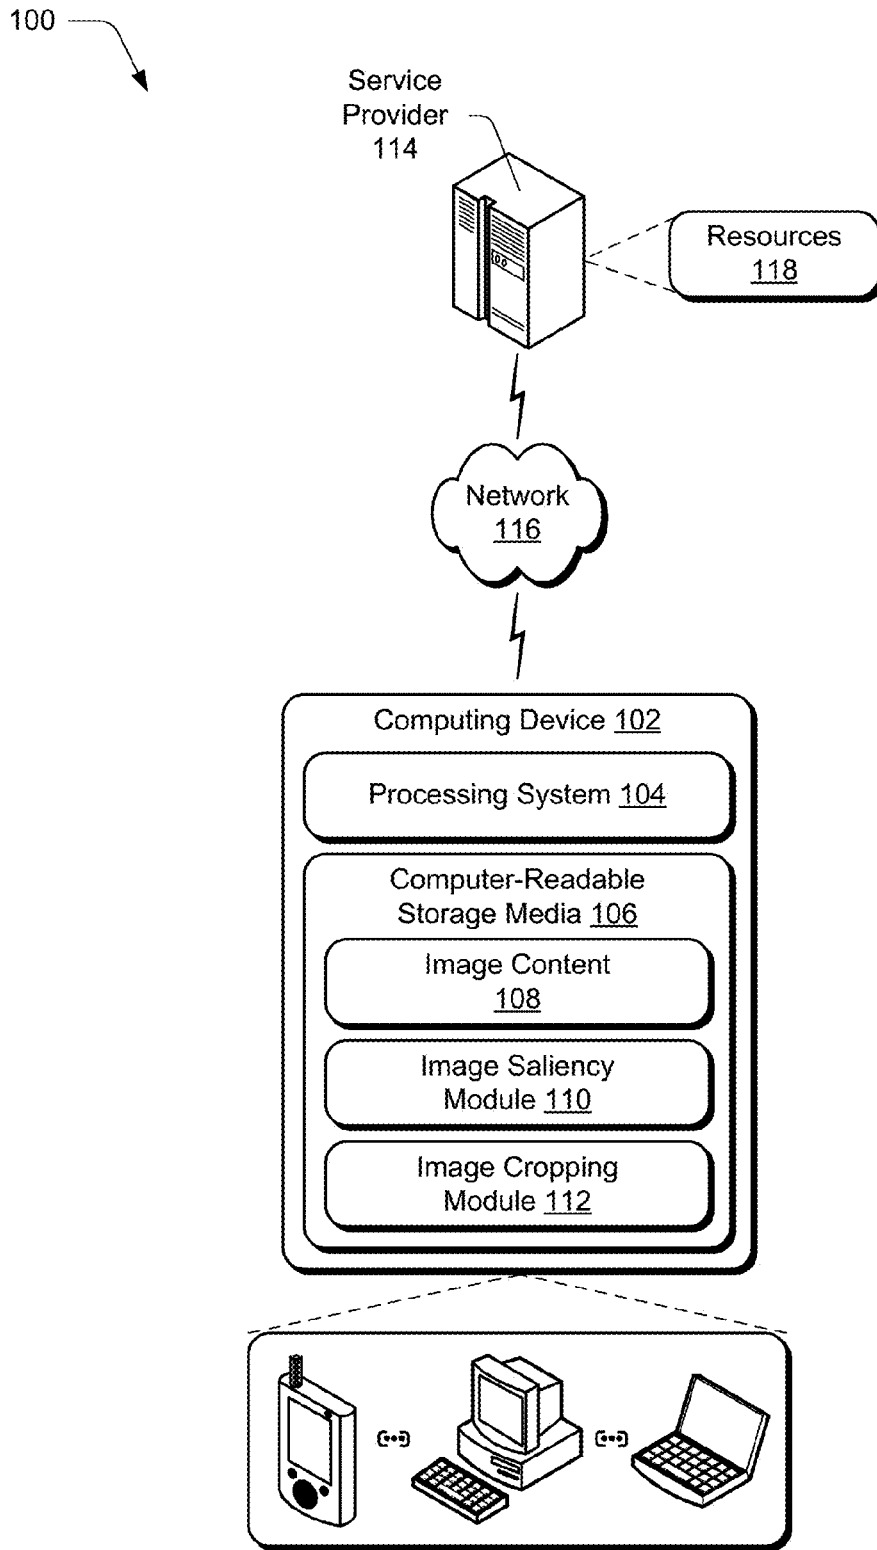 100
Service
Provider
114
Resources
118
Network
116
Computing Device 102
Processing System 104
Computer-Readable
Storage Media 106
Image Content
108
Image Saliency
Module 110
Image Cropping
Module 112